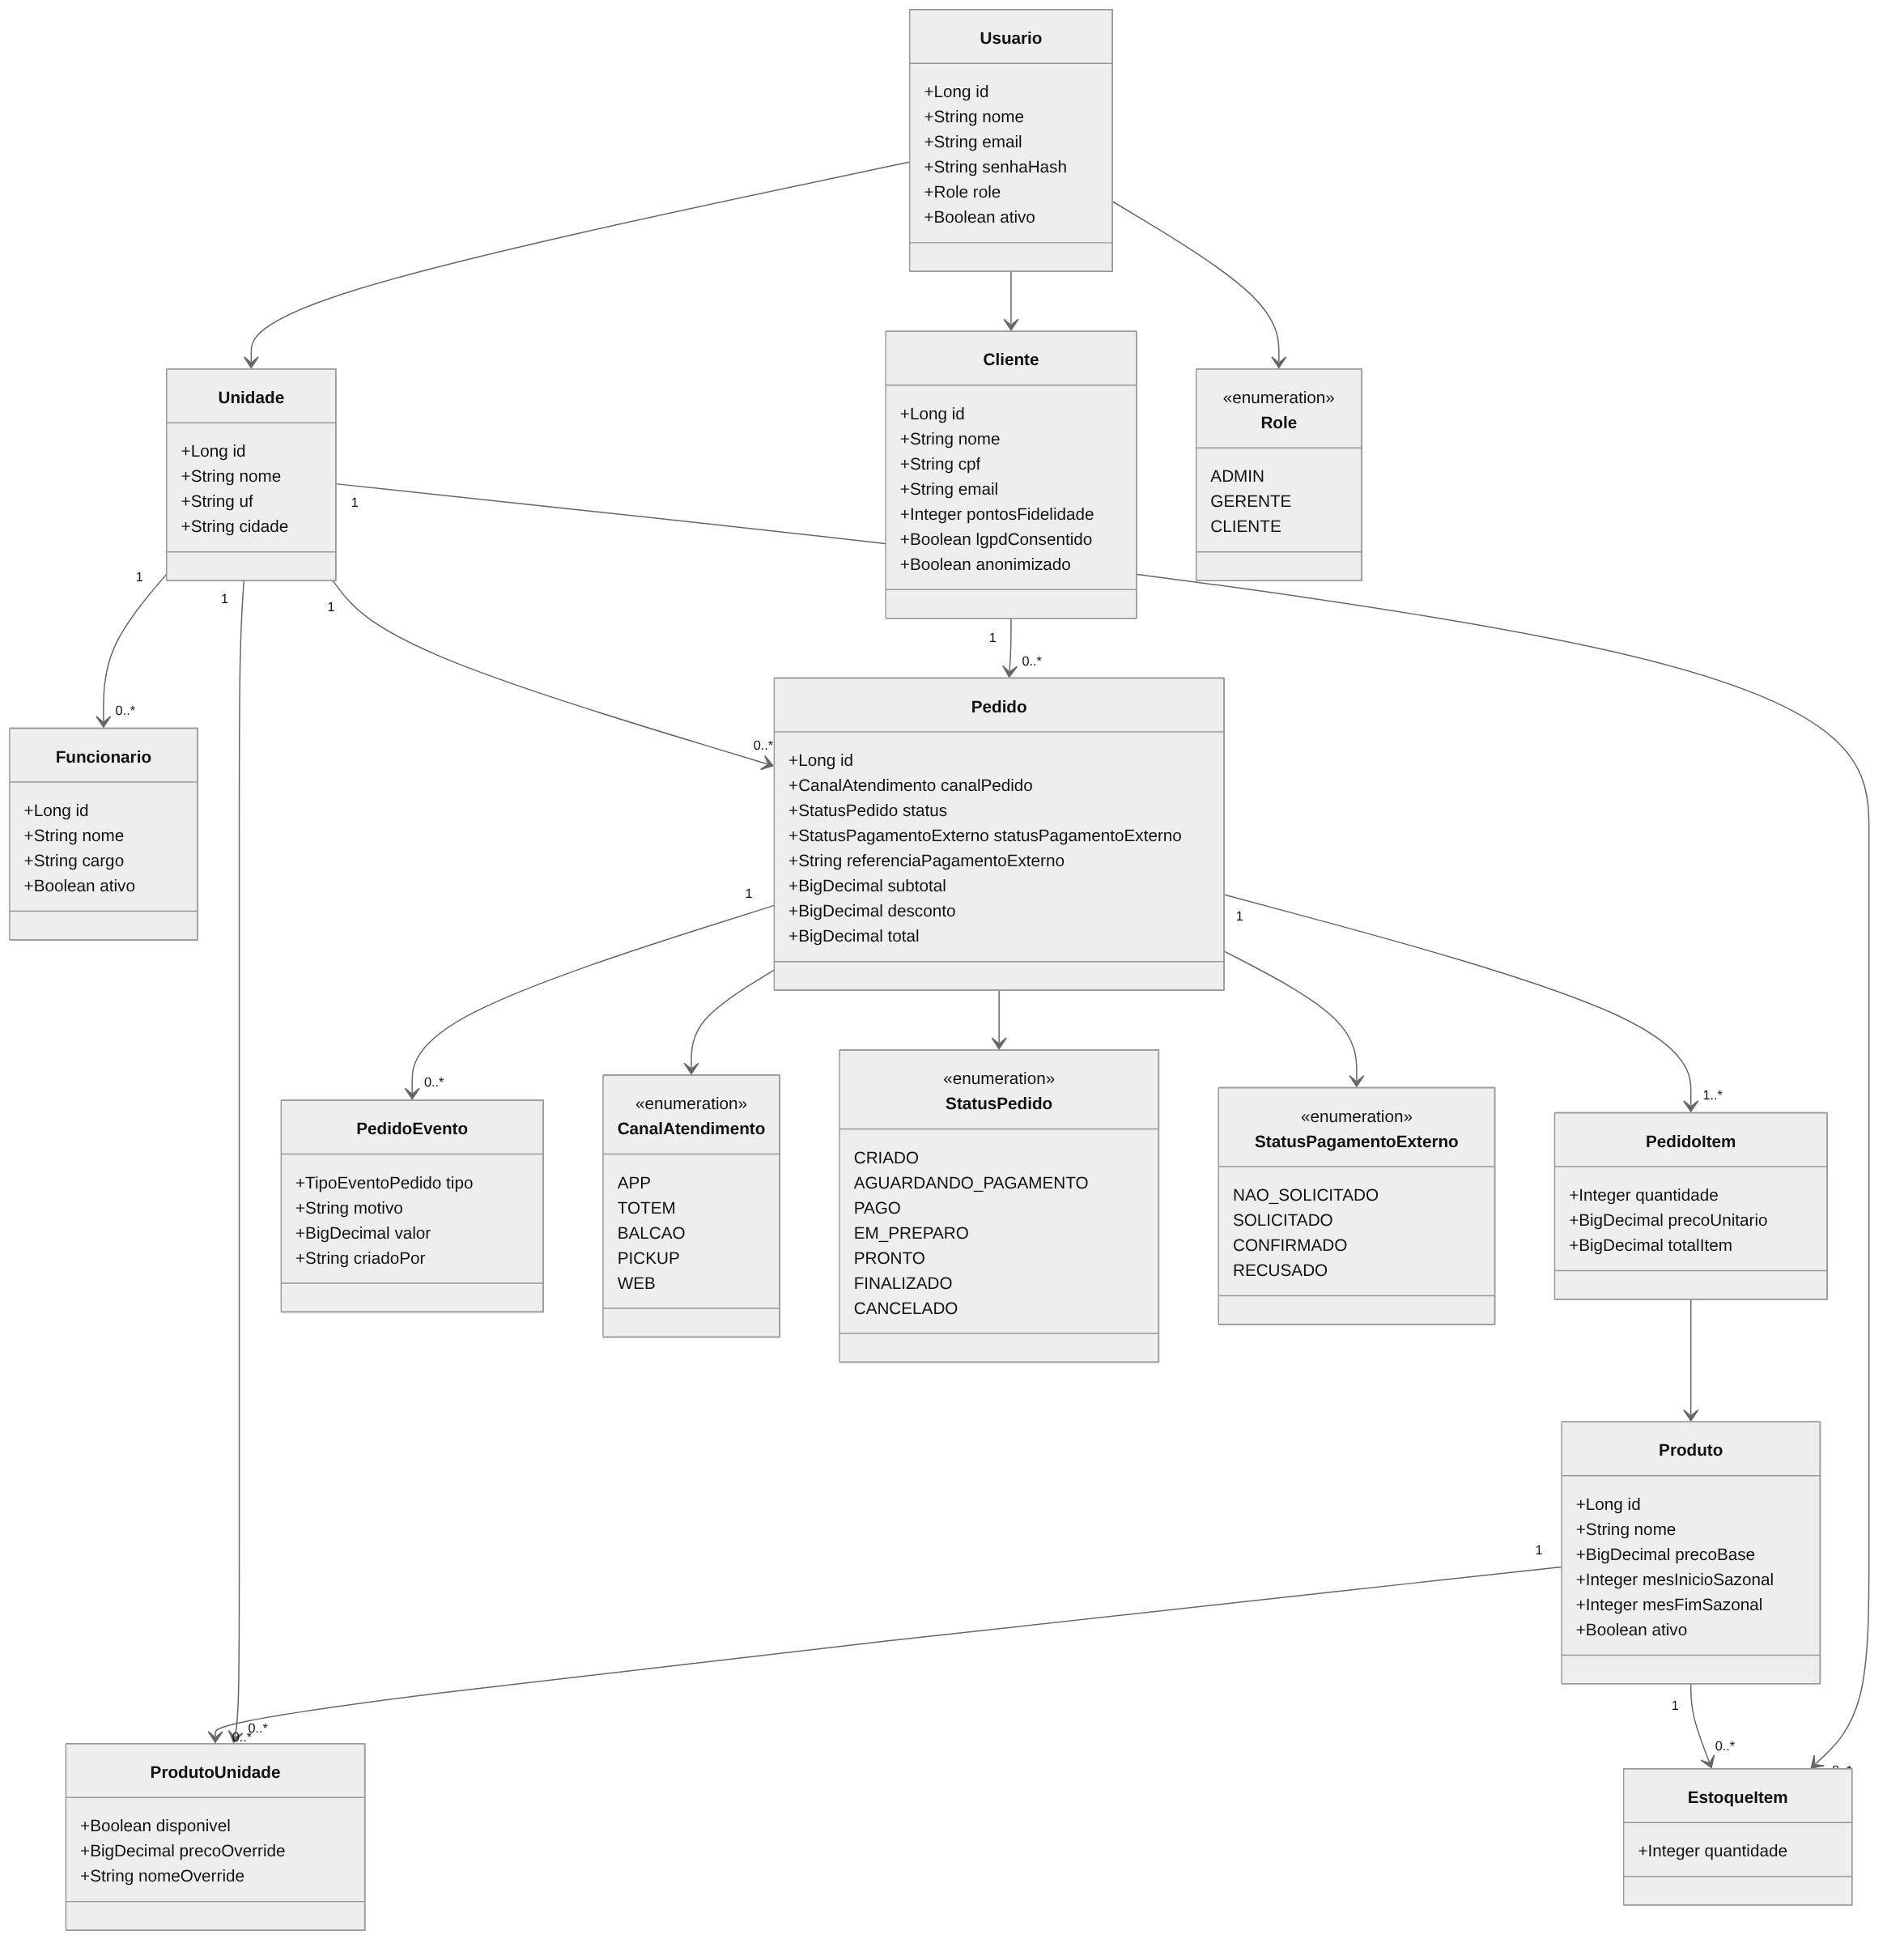 Usuario
+Long id
+String nome
+String email
+String senhaHash
+Role role
+Boolean ativo
Unidade
+Long id
+String nome
+String uf
+String cidade
Cliente
+Long id
+String nome
+String cpf
+String email
+Integer pontosFidelidade
+Boolean lgpdConsentido
+Boolean anonimizado
«enumeration»
Role
ADMIN
GERENTE
CLIENTE
1
1
1
1
1
0..*
0..*
0..*
Funcionario
+Long id
+String nome
+String cargo
+Boolean ativo
Pedido
+Long id
+CanalAtendimento canalPedido
+StatusPedido status
+StatusPagamentoExterno statusPagamentoExterno
+String referenciaPagamentoExterno
+BigDecimal subtotal
+BigDecimal desconto
+BigDecimal total
1
1
0..*
1..*
PedidoEvento
+TipoEventoPedido tipo
+String motivo
+BigDecimal valor
+String criadoPor
«enumeration»
CanalAtendimento
APP
TOTEM
BALCAO
PICKUP
WEB
«enumeration»
StatusPedido
CRIADO
AGUARDANDO_PAGAMENTO
PAGO
EM_PREPARO
PRONTO
FINALIZADO
CANCELADO
«enumeration»
StatusPagamentoExterno
NAO_SOLICITADO
SOLICITADO
CONFIRMADO
RECUSADO
PedidoItem
+Integer quantidade
+BigDecimal precoUnitario
+BigDecimal totalItem
Produto
+Long id
+String nome
+BigDecimal precoBase
+Integer mesInicioSazonal
+Integer mesFimSazonal
+Boolean ativo
1
1
0..*
0..*
0..*
ProdutoUnidade
+Boolean disponivel
+BigDecimal precoOverride
+String nomeOverride
EstoqueItem
+Integer quantidade